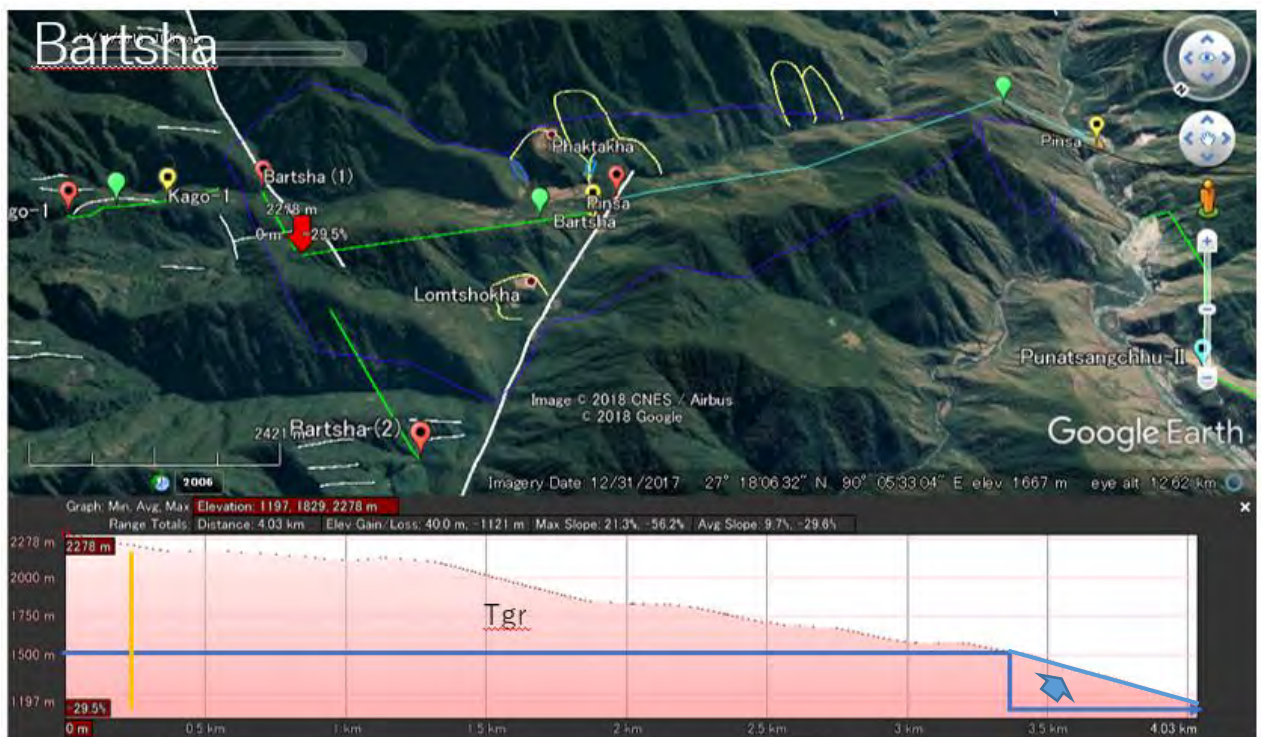 Bartsha
Phaktakha
Pinsa
Bartsha (1)
Kago-1
go-1
2278 m
0 m -29.5%
Pinsa
Bartsha
Lomtshokha
Punatsangchhu-II
Image © 2018 CNES / Airbus
© 2018 Google
2421 m
Bartsha (2)
Google Earth
2006
Imagery Date 12/31/2017 27° 18'06.32" N 90° 05'33.04" E elev 1667 m eye alt 12.62 km
Graph: Min, Avg, Max Elevation: 1197, 1829, 2278 m
Range Totals Distance: 4.03 km Elev Gain/Loss: 40.0 m, -1121 m Max Slope: 21.3%, -56.2% Avg Slope: 9.7%, -29.6%
2278 m
2278 m
2000 m
1750 m
Tgr
1500 m
1197 m
-29.5%
0 m 0.5 km 1 km 1.5 km 2 km 2.5 km 3 km 3.5 km 4.03 km